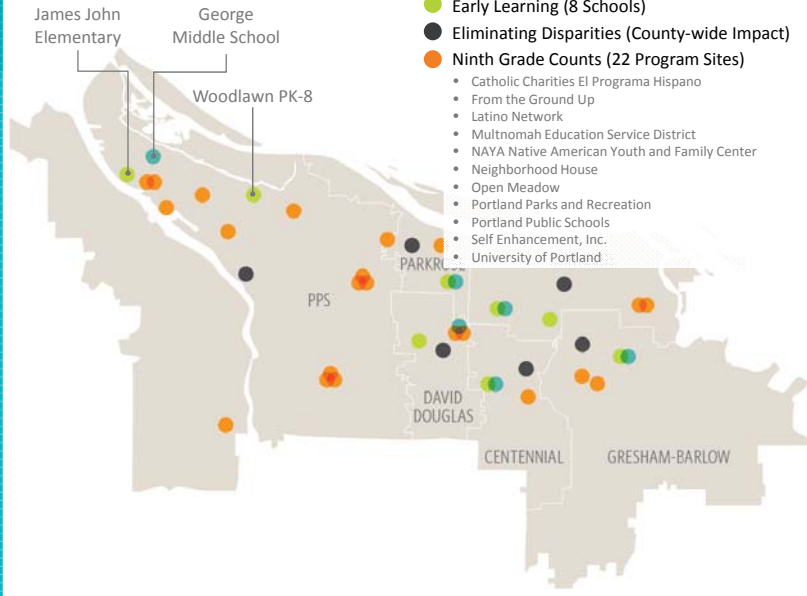 James John
Elementary
George
Middle School
Woodlawn PK-8
Early Learning (8 Schools)
Eliminating Disparities (County-wide Impact)
Ninth Grade Counts (22 Program Sites)
• Catholic Charities El Programa Hispano
• From the Ground Up
• Latino Network
• Multnomah Education Service District
• NAYA Native American Youth and Family Center
• Neighborhood House
• Open Meadow
• Portland Parks and Recreation
• Portland Public Schools
• Self Enhancement, Inc.
• University of Portland
PPS
DAVID
DOUGLAS
CENTENNIAL
GRESHAM-BARLOW